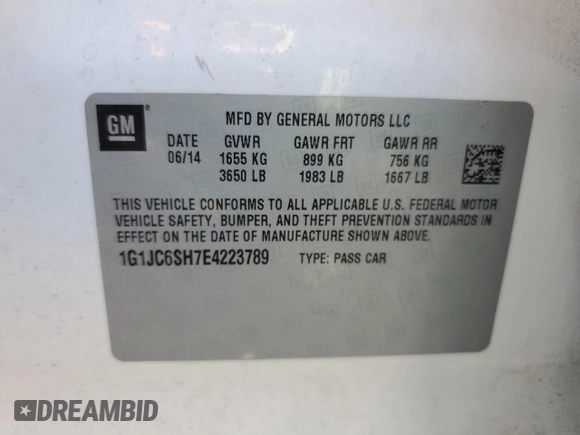 GM
MFD BY GENERAL MOTORS LLC
DATE GVWR GAWR FRT GAWR RR
06/14 1655 KG 899 KG 756 KG
3650 LB 1983 LB 1667 LB
THIS VEHICLE CONFORMS TO ALL APPLICABLE U.S. FEDERAL MOTOR
VEHICLE SAFETY, BUMPER, AND THEFT PREVENTION STANDARDS IN
EFFECT ON THE DATE OF MANUFACTURE SHOWN ABOVE.
1G1JC6SH7E4223789 TYPE: PASS CAR
DREAMBID